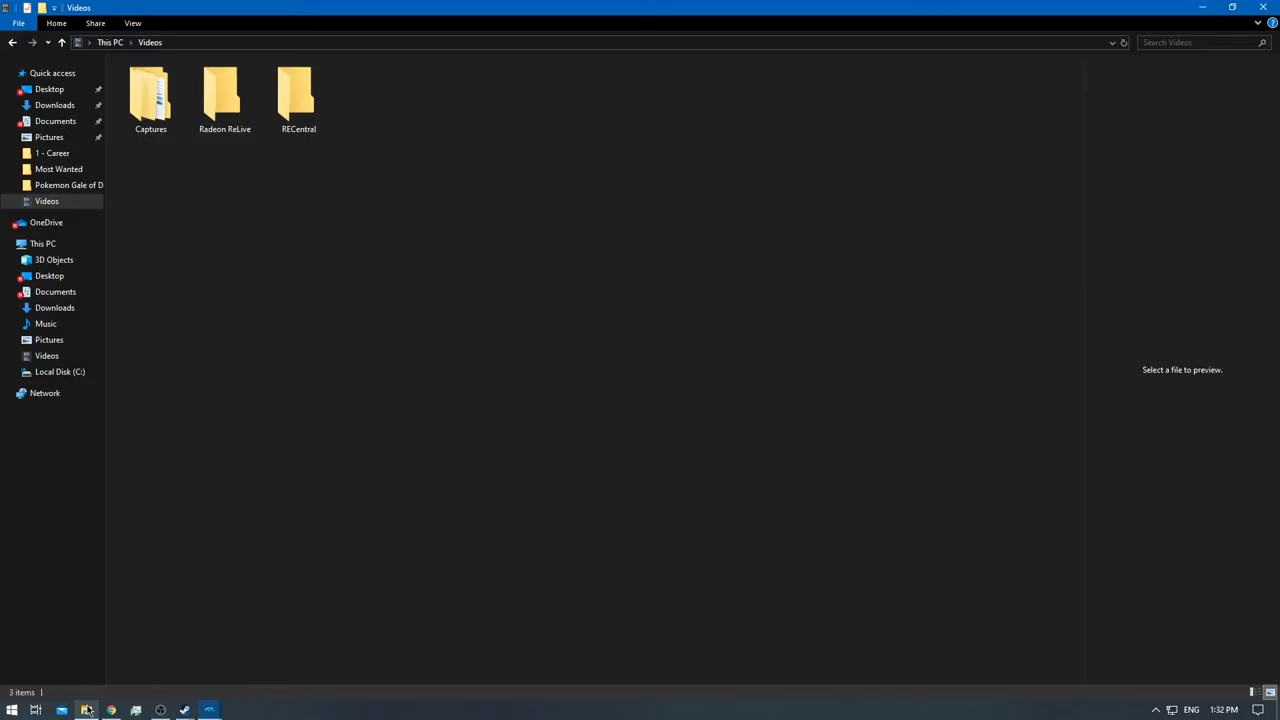 Videos
File Home Share View
This PC Videos
Search Videos
Quick access
Desktop
Downloads
Documents
Pictures
1 - Career
Most Wanted
Pokemon Gale of D
Videos
OneDrive
This PC
3D Objects
Desktop
Documents
Downloads
Music
Pictures
Videos
Local Disk (C:)
Network
Captures Radeon ReLive RECentral
Select a file to preview.
3 items
ENG 1:32 PM